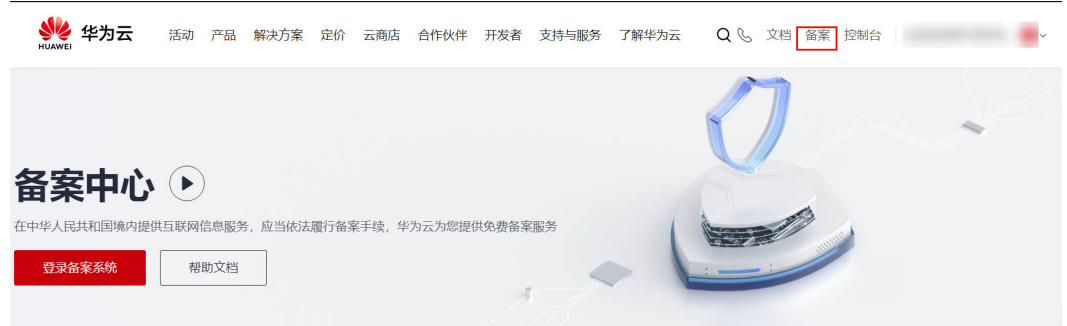 HUAWEI 华为云 活动 产品 解决方案 定价 云商店 合作伙伴 开发者 支持与服务 了解华为云 文档 备案 控制台
备案中心
在中华人民共和国境内提供互联网信息服务，应当依法履行备案手续，华为云为您提供免费备案服务
登录备案系统 帮助文档